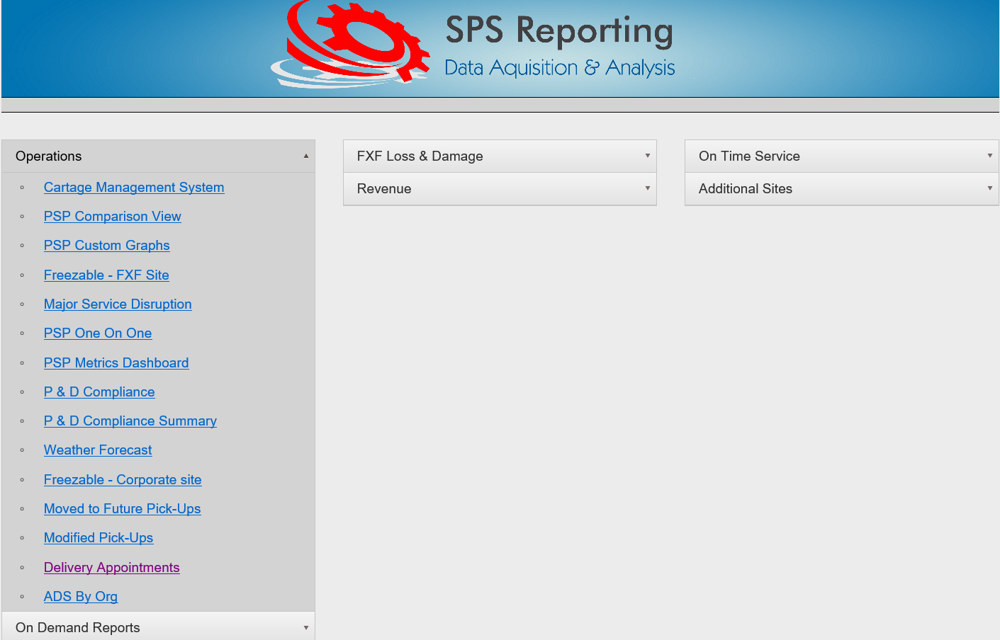 SPS Reporting
Data Aquisition & Analysis
Operations
Cartage Management System
PSP Comparison View
PSP Custom Graphs
Freezable - FXF Site
Major Service Disruption
PSP One On One
PSP Metrics Dashboard
P & D Compliance
P & D Compliance Summary
Weather Forecast
Freezable - Corporate site
Moved to Future Pick-Ups
Modified Pick-Ups
Delivery Appointments
ADS By Org
On Demand Reports
FXF Loss & Damage
Revenue
On Time Service
Additional Sites